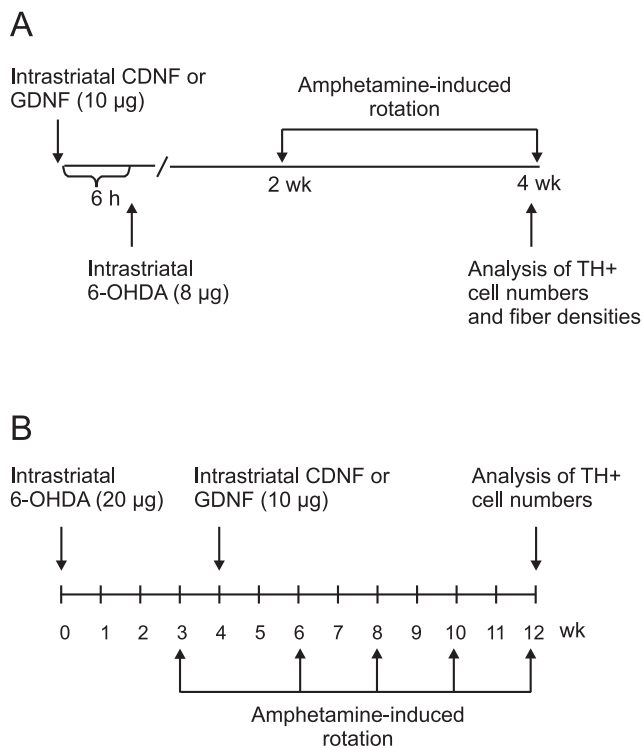 A
Intrastriatal CDNF or
GDNF (10 µg)
Amphetamine-induced
rotation
6 h
2 wk
4 wk
Intrastriatal
6-OHDA (8 µg)
Analysis of TH+
cell numbers
and fiber densities
B
Intrastriatal
6-OHDA (20 µg)
Intrastriatal CDNF or
GDNF (10 µg)
Analysis of TH+
cell numbers
0 1 2 3 4 5 6 7 8 9 10 11 12 wk
Amphetamine-induced
rotation